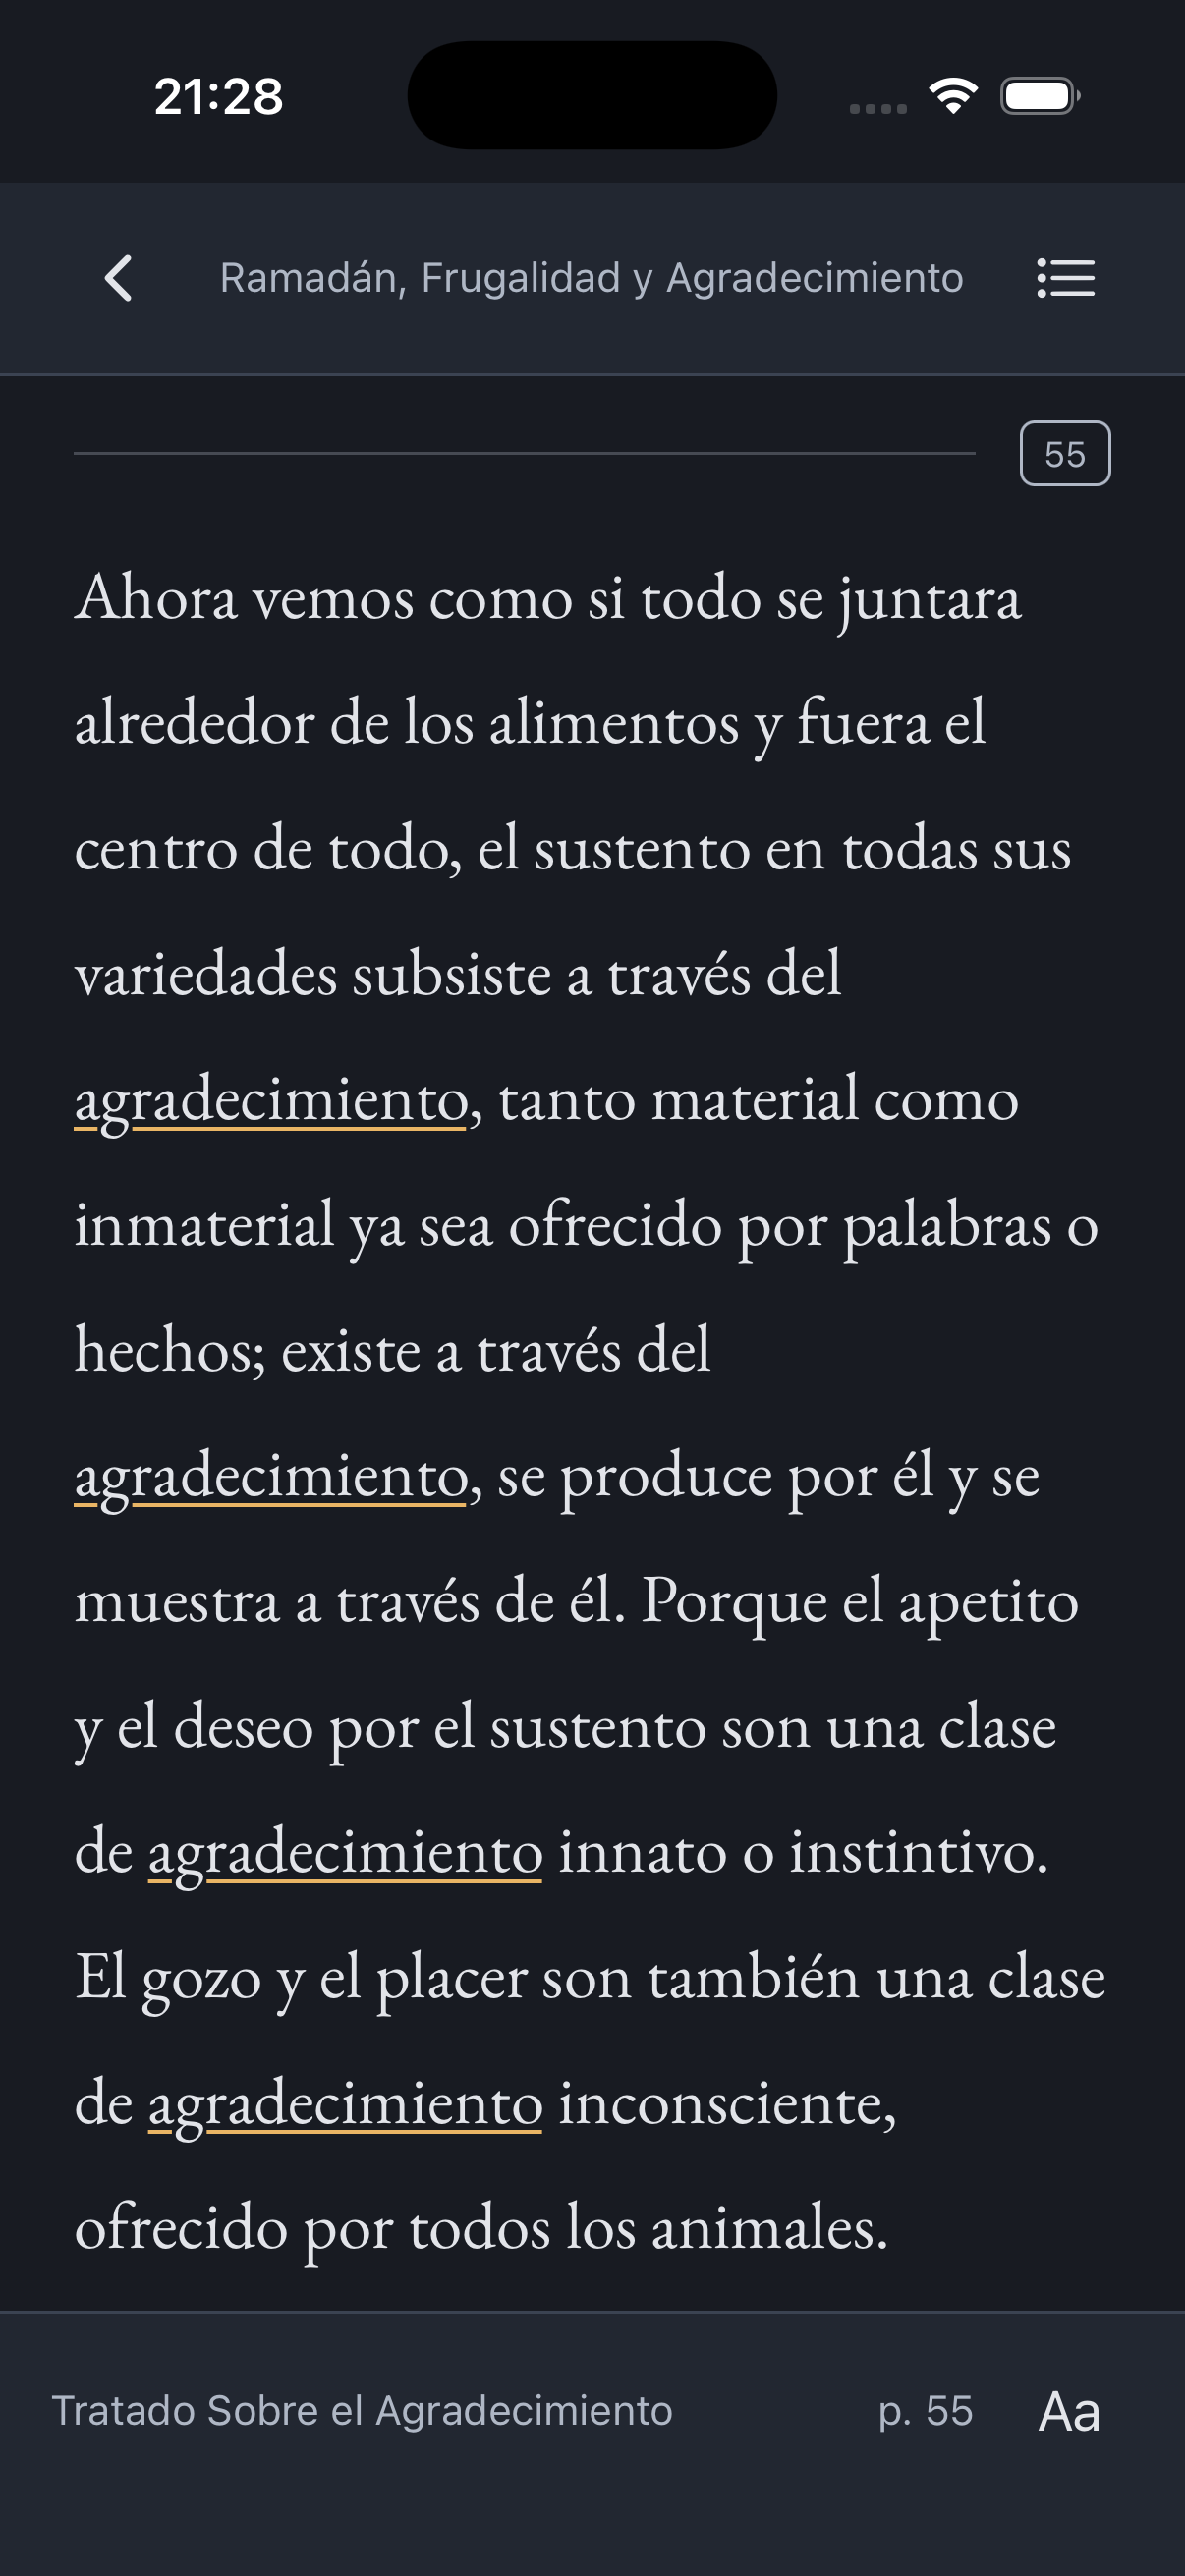 21:28
Ramadán, Frugalidad y Agradecimiento
55
Ahora vemos como si todo se juntara
alrededor de los alimentos y fuera el
centro de todo, el sustento en todas sus
variedades subsiste a través del
agradecimiento, tanto material como
inmaterial ya sea ofrecido por palabras o
hechos; existe a través del
agradecimiento, se produce por él y se
muestra a través de él. Porque el apetito
y el deseo por el sustento son una clase
de agradecimiento innato o instintivo.
El gozo y el placer son también una clase
de agradecimiento inconsciente,
ofrecido por todos los animales.
Tratado Sobre el Agradecimiento
p. 55
Aa